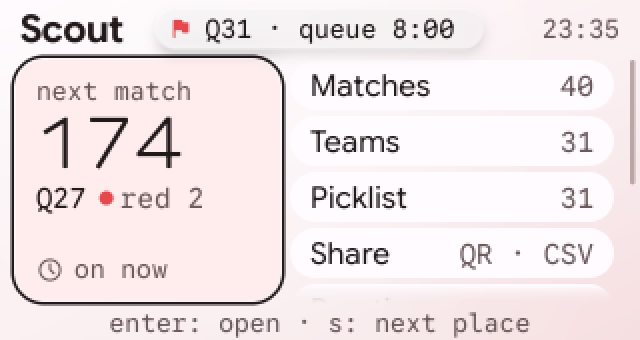 Scout
Q31 · queue 8:00
23:35
next match
174
Q27 red 2
on now
Matches 40
Teams 31
Picklist 31
Share QR · CSV
enter: open · s: next place